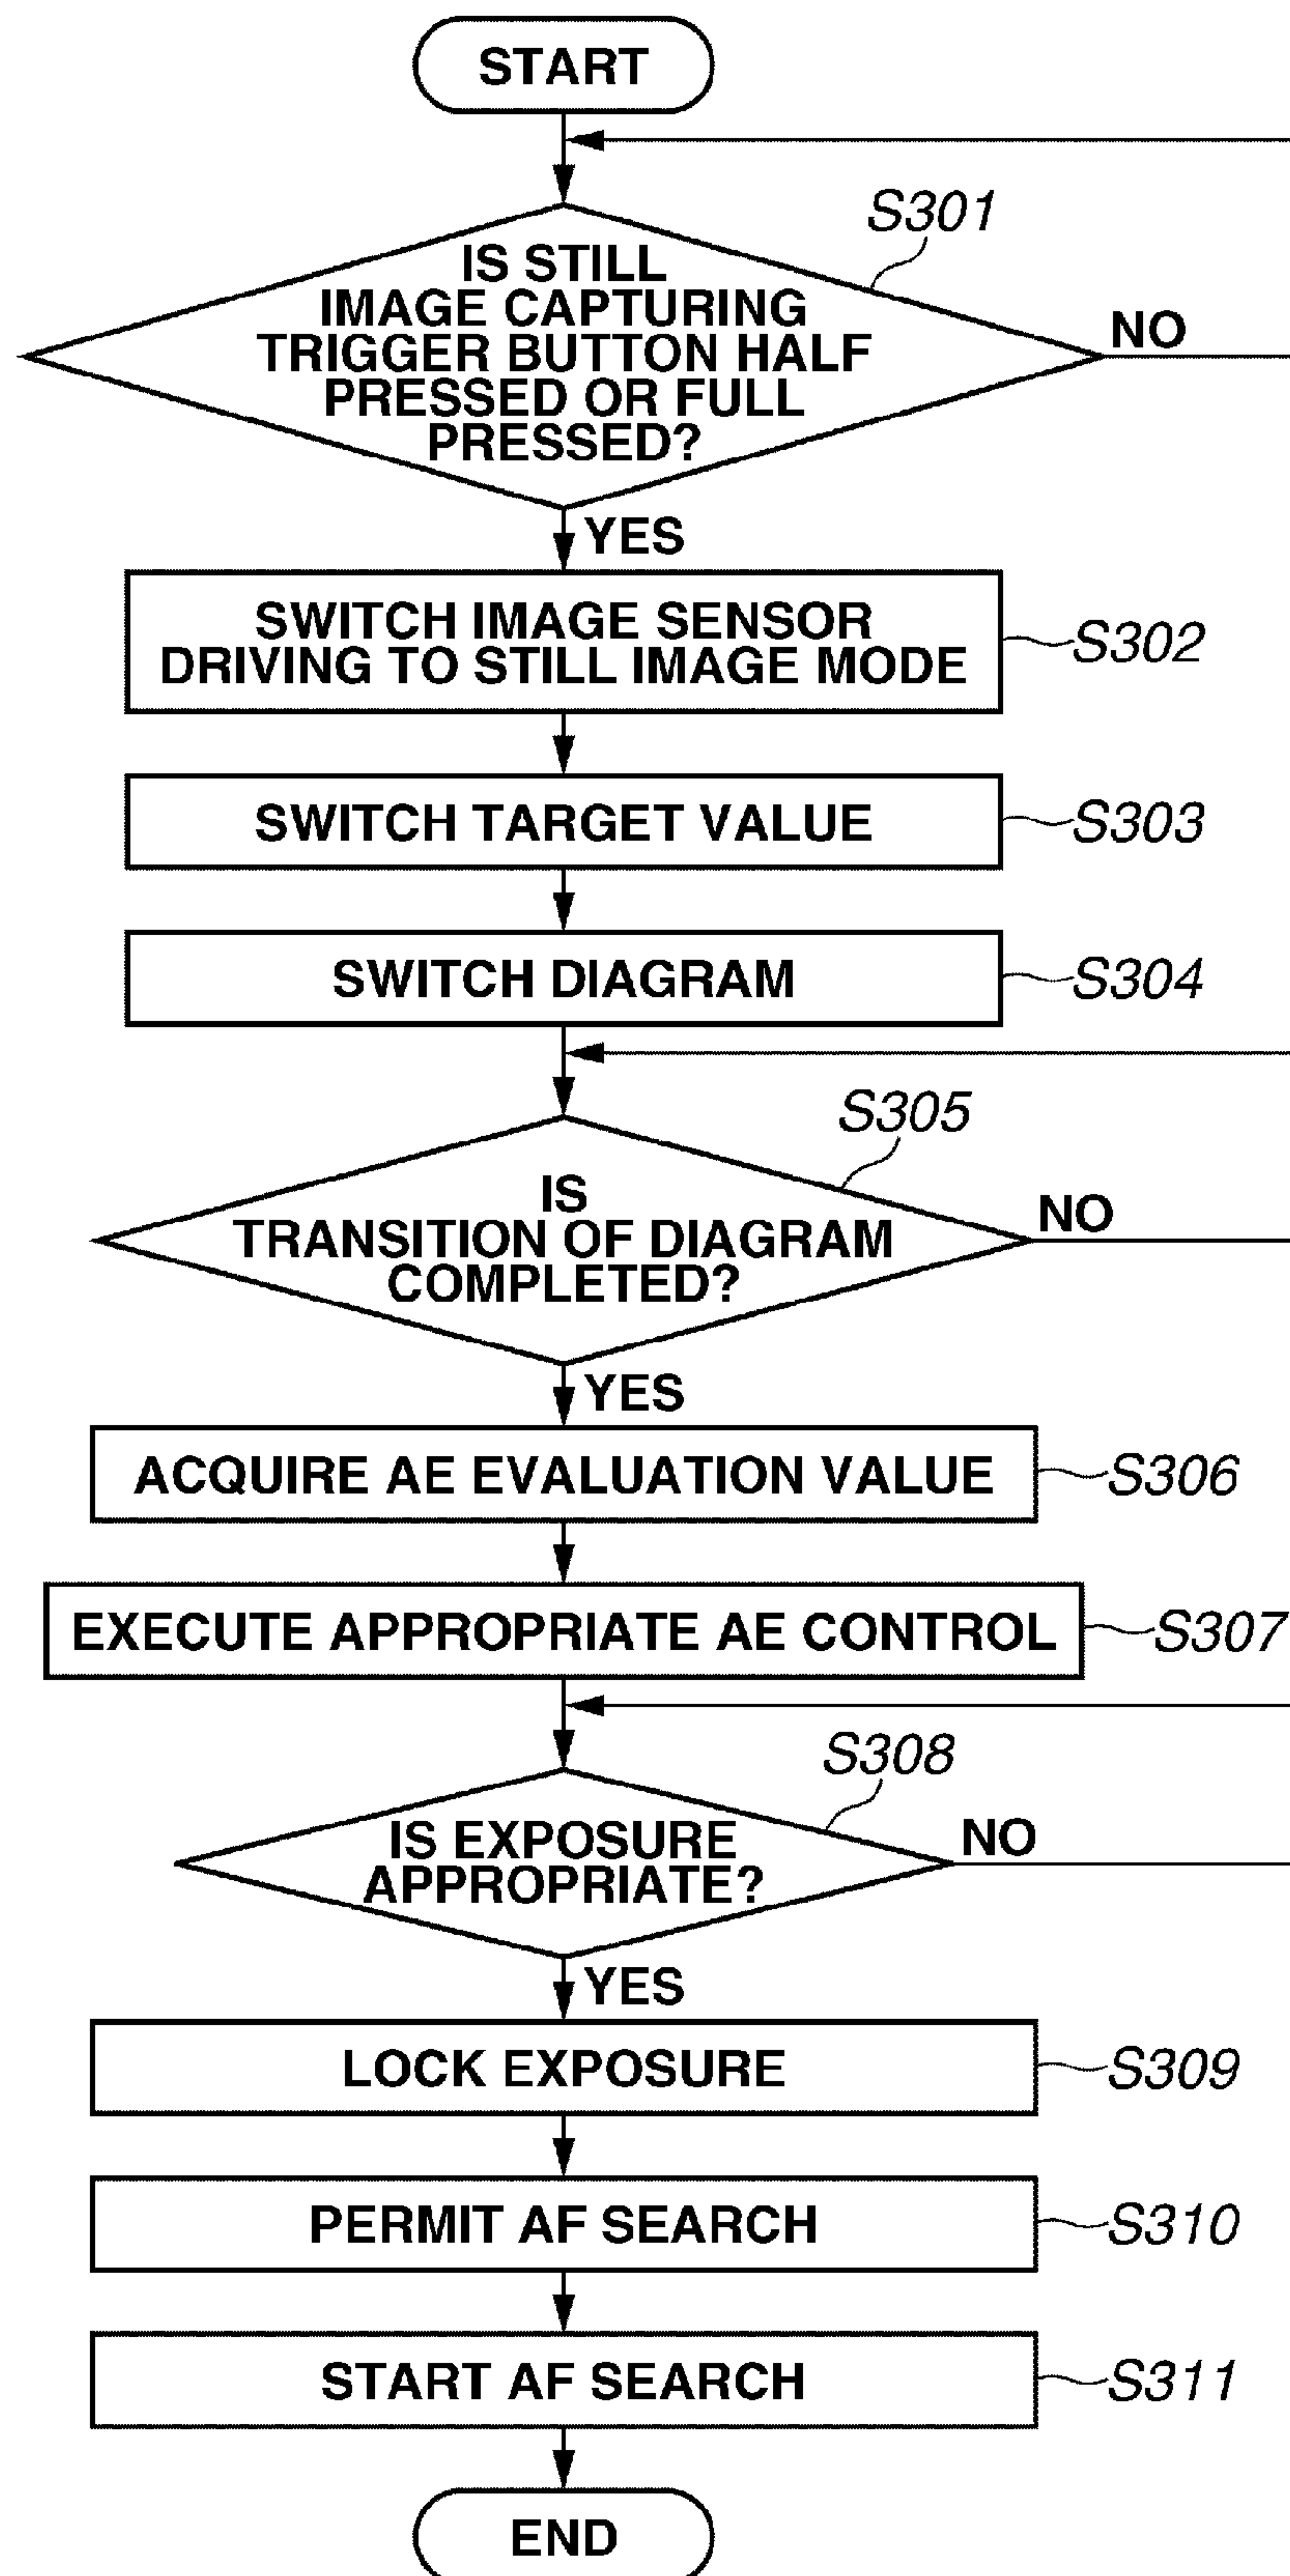 START
S301
IS STILL
IMAGE CAPTURING
TRIGGER BUTTON HALF
PRESSED OR FULL
PRESSED?
NO
YES
SWITCH IMAGE SENSOR
DRIVING TO STILL IMAGE MODE
S302
SWITCH TARGET VALUE
S303
SWITCH DIAGRAM
S304
S305
IS
TRANSITION OF DIAGRAM
COMPLETED?
NO
YES
ACQUIRE AE EVALUATION VALUE
S306
EXECUTE APPROPRIATE AE CONTROL
S307
S308
IS EXPOSURE
APPROPRIATE?
NO
YES
LOCK EXPOSURE
S309
PERMIT AF SEARCH
S310
START AF SEARCH
S311
END